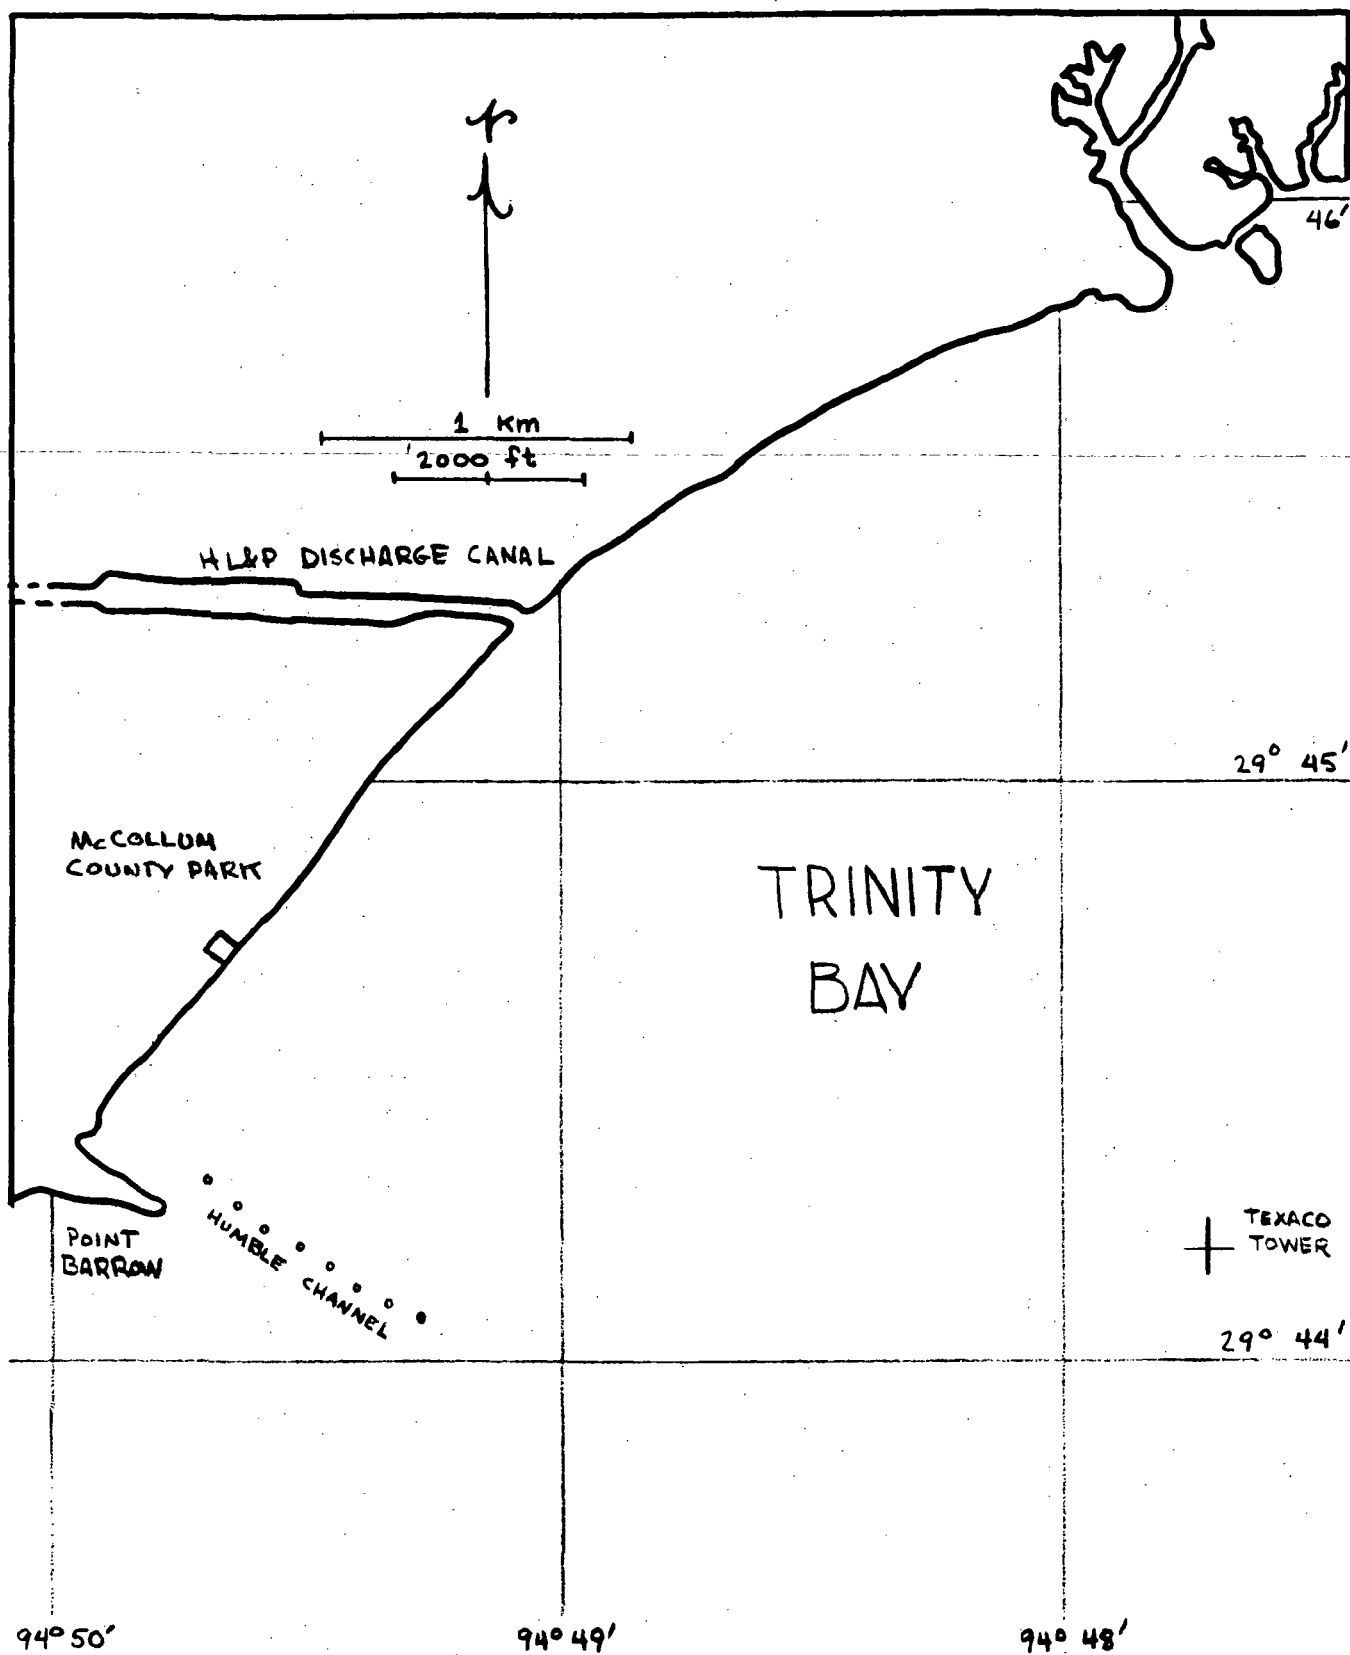 46'
1 Km
2000 ft
HL&P DISCHARGE CANAL
29° 45'
McCOLLUM
COUNTY PARK
TRINITY
BAY
POINT
BARROW
HUMBLE CHANNEL
TEXACO
TOWER
29° 44'
94° 50'
94° 49'
94° 48'